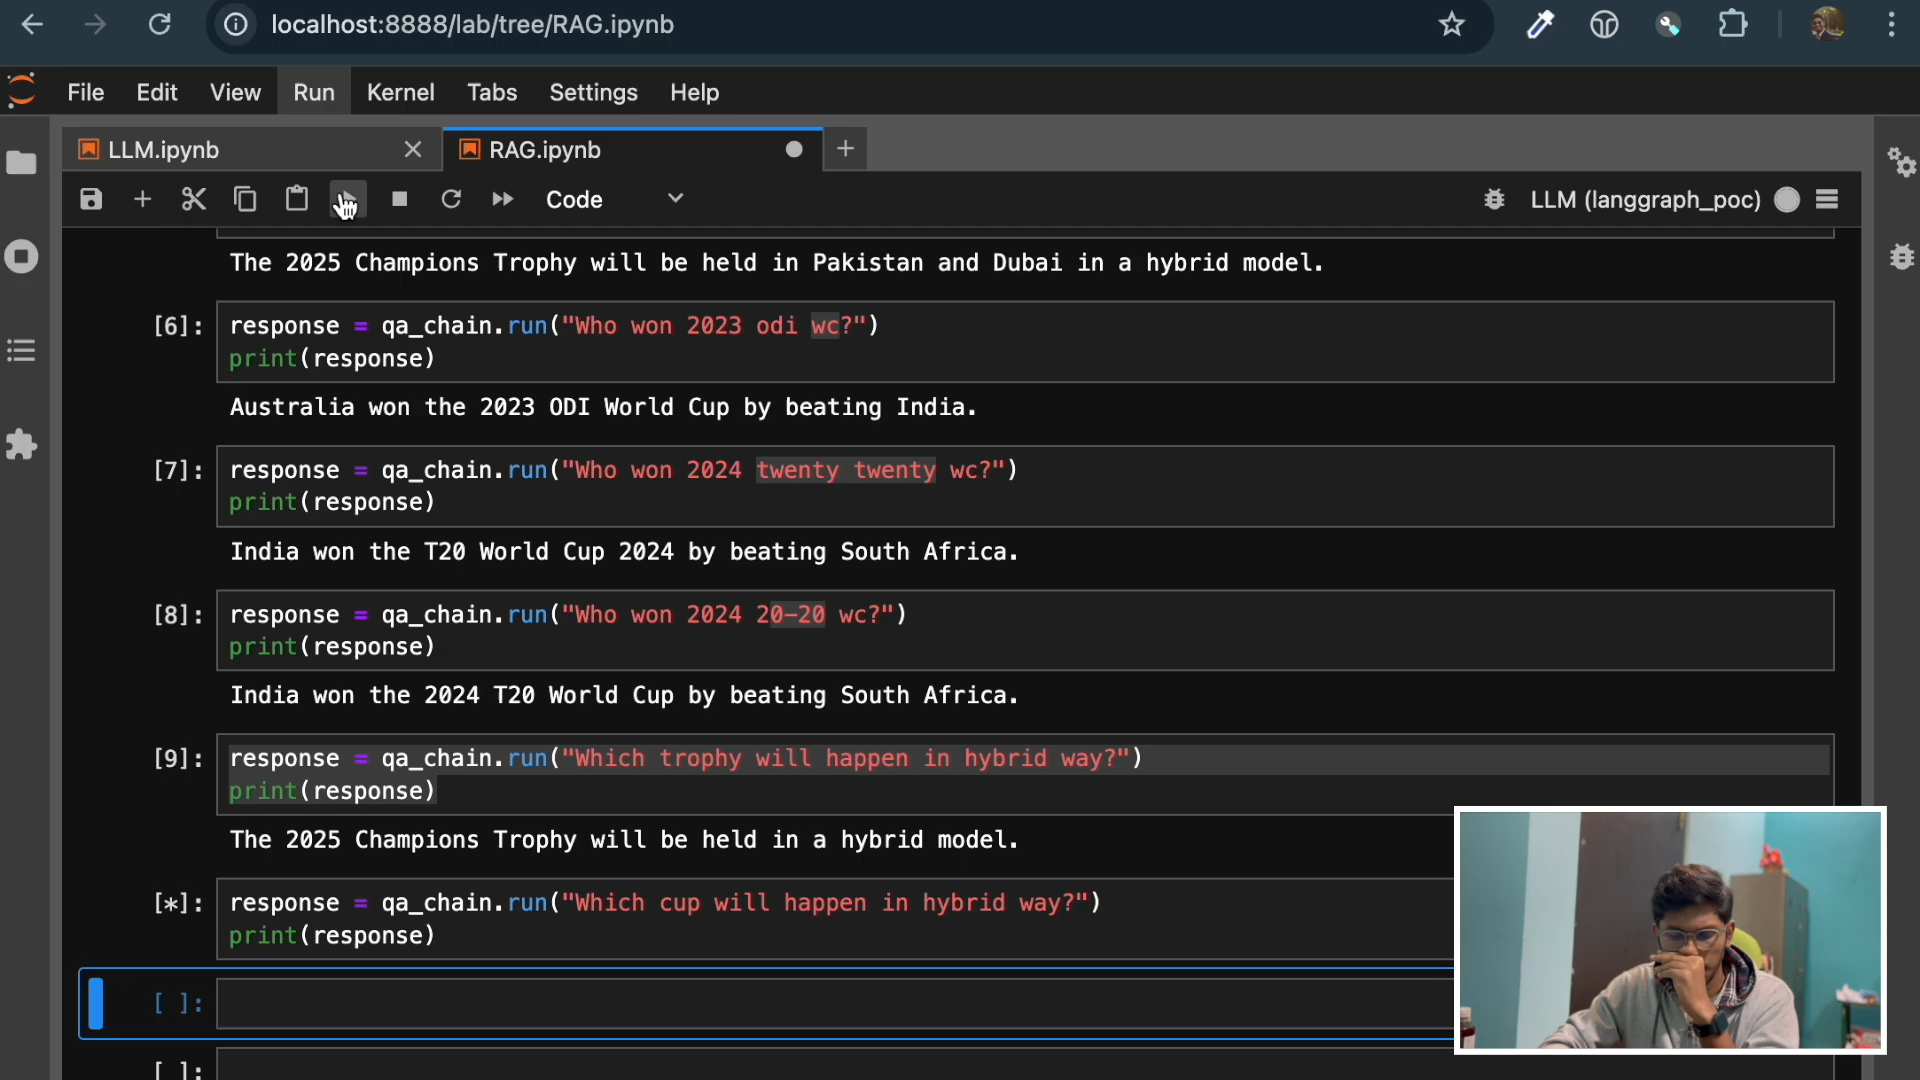 localhost:8888/lab/tree/RAG.ipynb
File Edit View Run Kernel Tabs Settings Help
LLM.ipynb RAG.ipynb
Code LLM (langgraph_poc)
The 2025 Champions Trophy will be held in Pakistan and Dubai in a hybrid model.
[6]: response = qa_chain.run("Who won 2023 odi wc?")
print(response)
Australia won the 2023 ODI World Cup by beating India.
[7]: response = qa_chain.run("Who won 2024 twenty twenty wc?")
print(response)
India won the T20 World Cup 2024 by beating South Africa.
[8]: response = qa_chain.run("Who won 2024 20-20 wc?")
print(response)
India won the 2024 T20 World Cup by beating South Africa.
[9]: response = qa_chain.run("Which trophy will happen in hybrid way?")
print(response)
The 2025 Champions Trophy will be held in a hybrid model.
[*]: response = qa_chain.run("Which cup will happen in hybrid way?")
print(response)
[ ]:
[ ]: